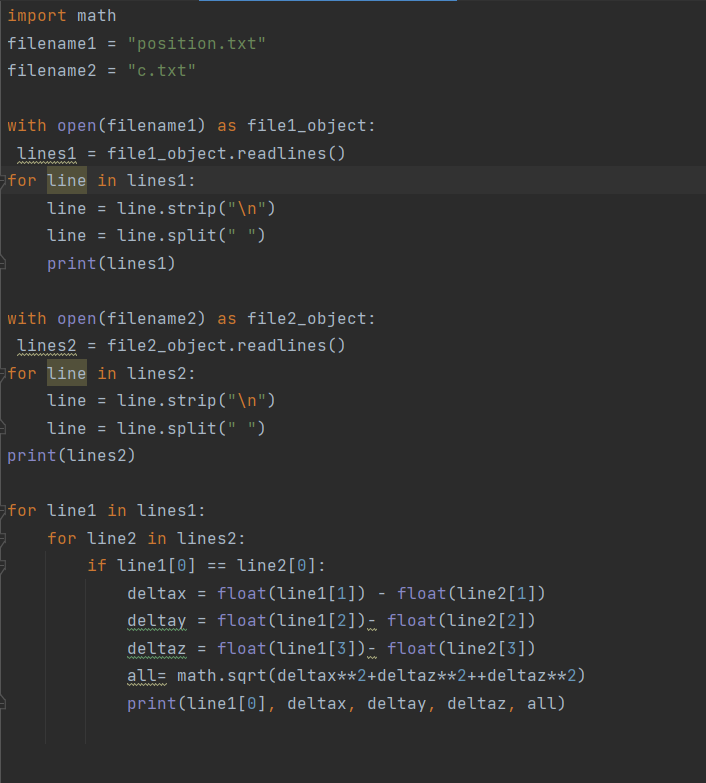 import math
filename1 = "position.txt"
filename2 = "c.txt"

with open(filename1) as file1_object:
 lines1 = file1_object.readlines()
for line in lines1:
    line = line.strip("\n")
    line = line.split(" ")
    print(lines1)

with open(filename2) as file2_object:
 lines2 = file2_object.readlines()
for line in lines2:
    line = line.strip("\n")
    line = line.split(" ")
print(lines2)

for line1 in lines1:
    for line2 in lines2:
        if line1[0] == line2[0]:
            deltax = float(line1[1]) - float(line2[1])
            deltay = float(line1[2])- float(line2[2])
            deltaz = float(line1[3])- float(line2[3])
            all= math.sqrt(deltax**2+deltaz**2++deltaz**2)
            print(line1[0], deltax, deltay, deltaz, all)